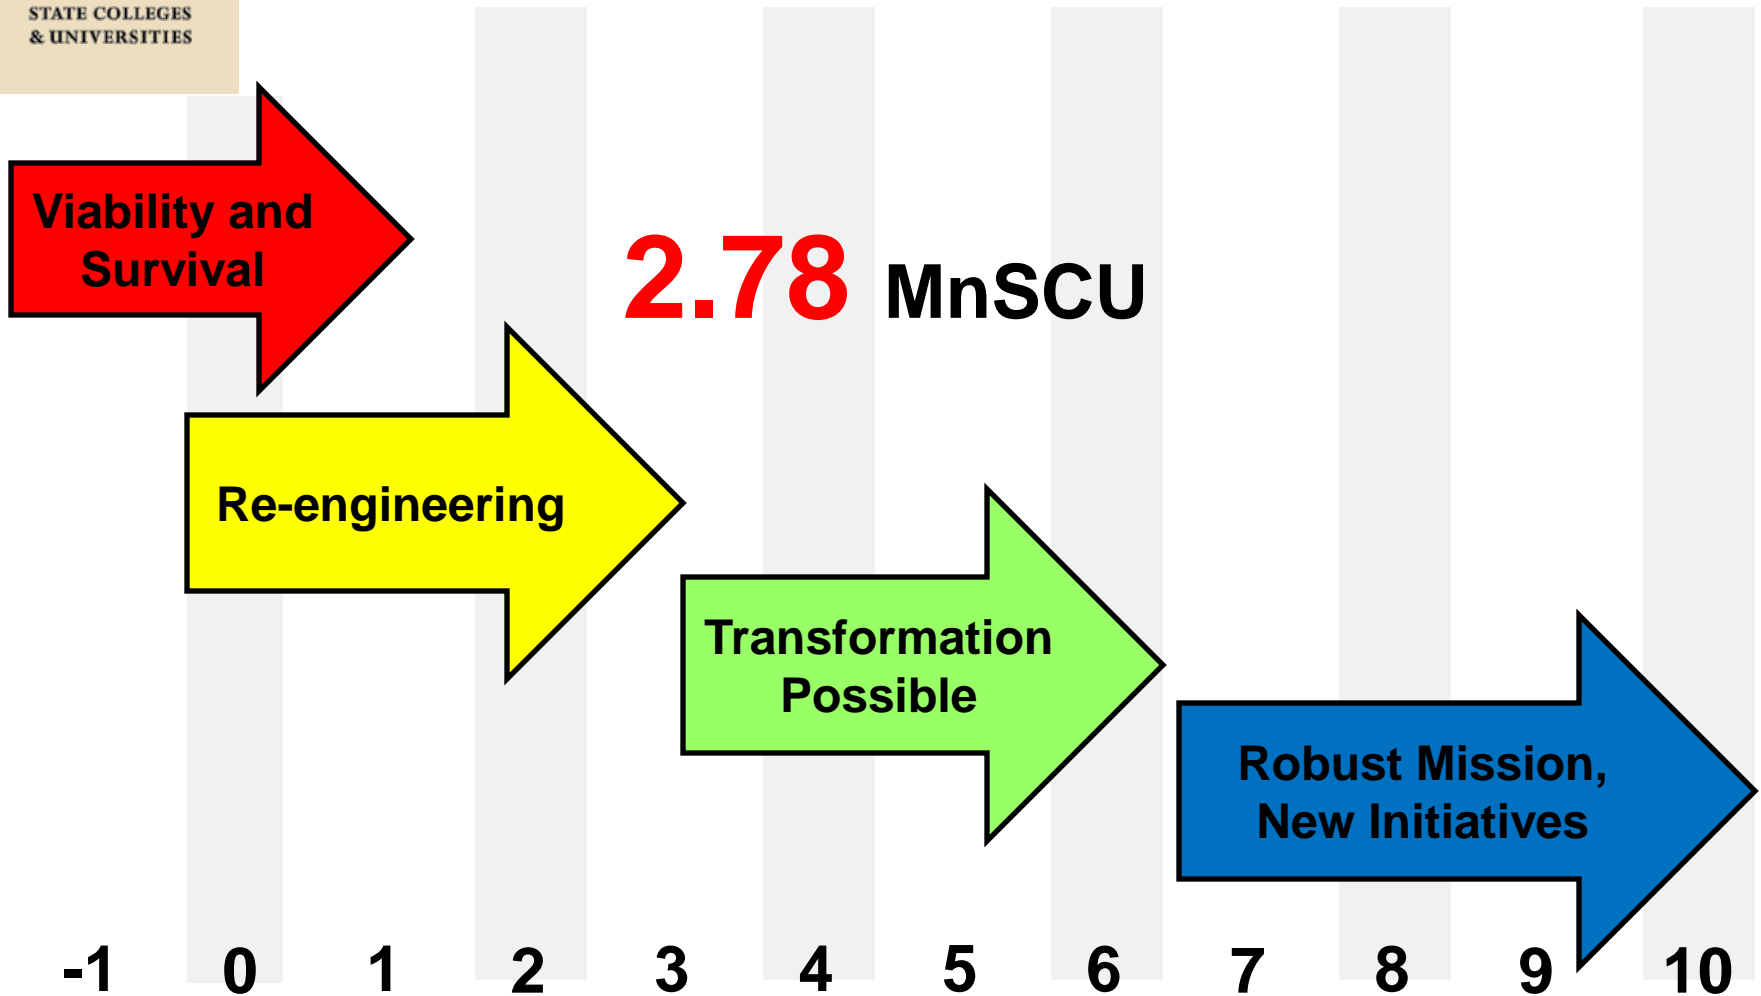 STATE COLLEGES
& UNIVERSITIES
Viability and
Survival
2.78 MnSCU
Re-engineering
Transformation
Possible
Robust Mission,
New Initiatives
-1 0 1 2 3 4 5 6 7 8 9 10